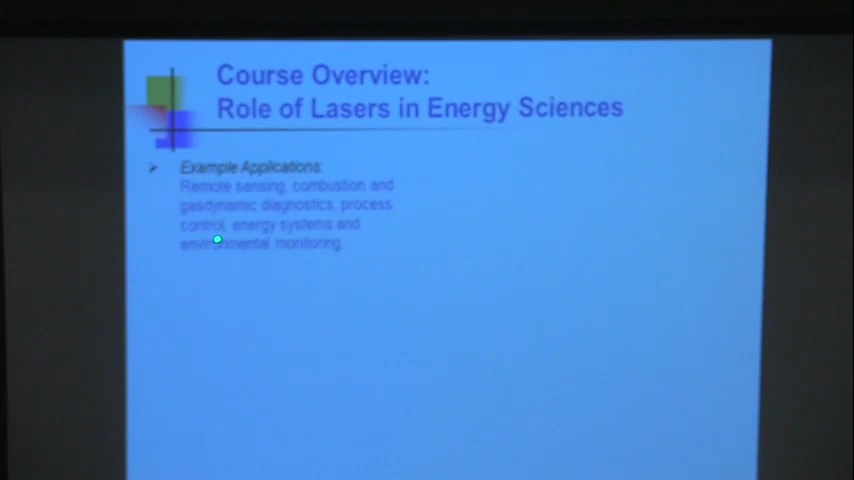 Course Overview:
Role of Lasers in Energy Sciences
Example Applications:
Remote sensing, combustion and
gasdynamic diagnostics, process
control, energy systems and
environmental monitoring.